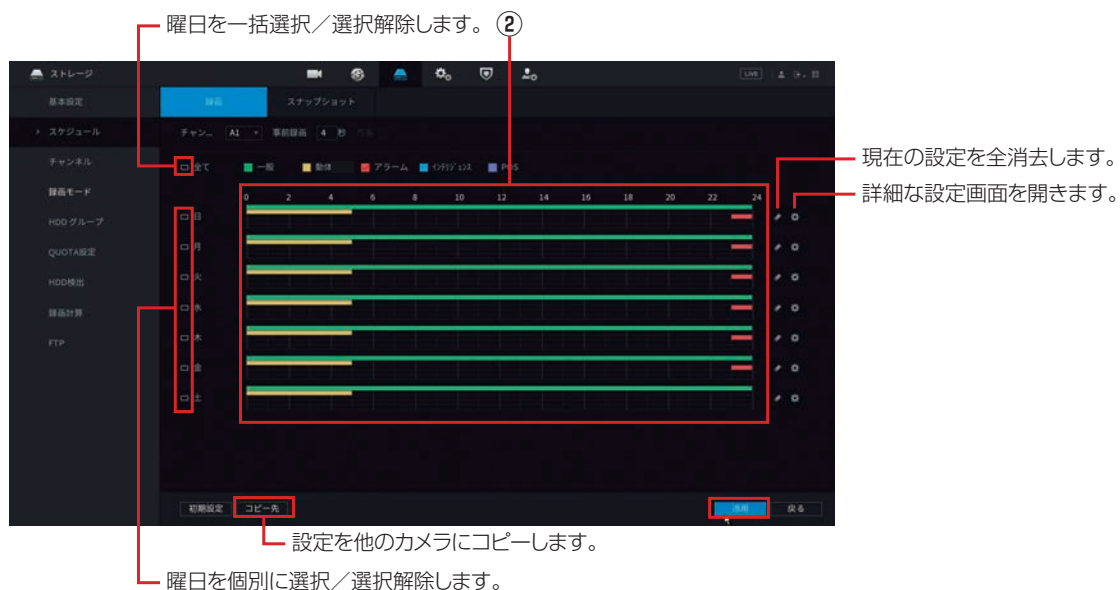 曜日を一括選択／選択解除します。 ②
ストレージ LIVE
基本設定 録画 スナップショット
スケジュール チャン... A1 事前録画 4 秒
チャンネル 全て 一般 動体 アラーム ｲﾝﾃﾘｼﾞｪﾝｽ POS
現在の設定を全消去します。
詳細な設定画面を開きます。
録画モード
0 2 4 6 8 10 12 14 16 18 20 22 24
HDD グループ 日
QUOTA設定 月
HDD検出 火
録画計算 水
FTP 木
金
土
初期設定 コピー先 適用 戻る
設定を他のカメラにコピーします。
曜日を個別に選択／選択解除します。